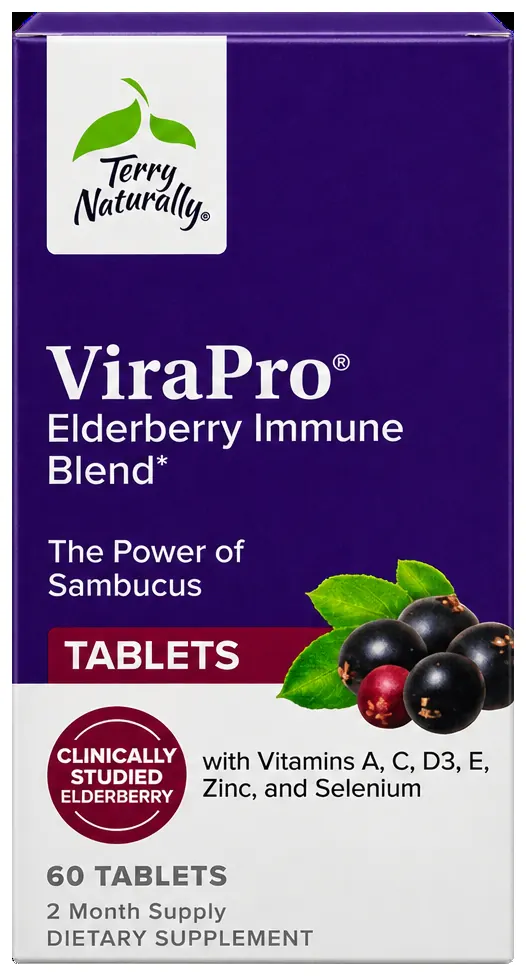 Terry
Naturally®
ViraPro®
Elderberry Immune
Blend*
The Power of
Sambucus
TABLETS
CLINICALLY
STUDIED
ELDERBERRY
with Vitamins A, C, D3, E,
Zinc, and Selenium
60 TABLETS
2 Month Supply
DIETARY SUPPLEMENT